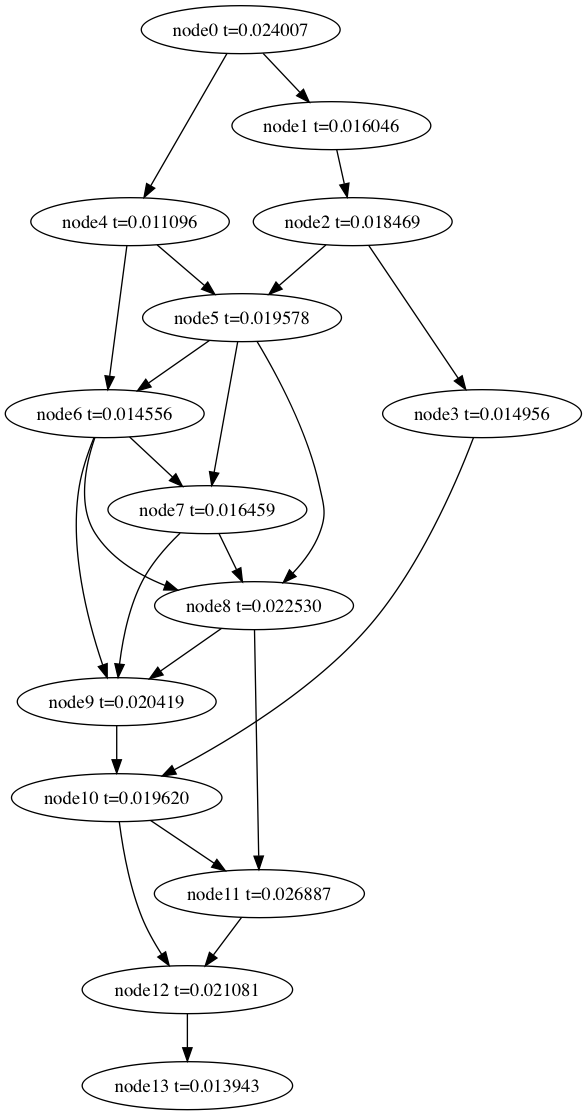 node0 t=0.024007
node1 t=0.016046
node4 t=0.011096
node2 t=0.018469
node5 t=0.019578
node6 t=0.014556
node3 t=0.014956
node7 t=0.016459
node8 t=0.022530
node9 t=0.020419
node10 t=0.019620
node11 t=0.026887
node12 t=0.021081
node13 t=0.013943